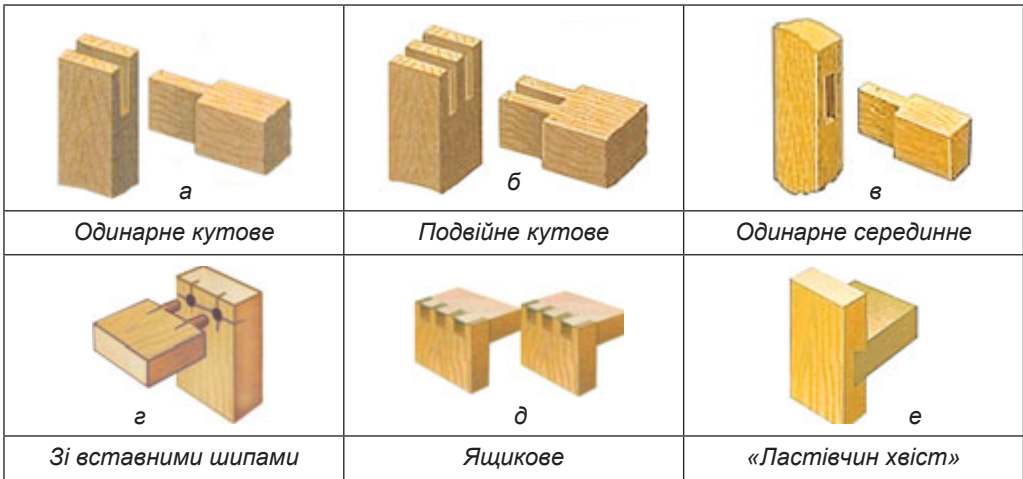 а
б
в
Одинарне кутове
Подвійне кутове
Одинарне серединне
г
д
е
Зі вставними шипами
Ящикове
«Ластівчин хвіст»